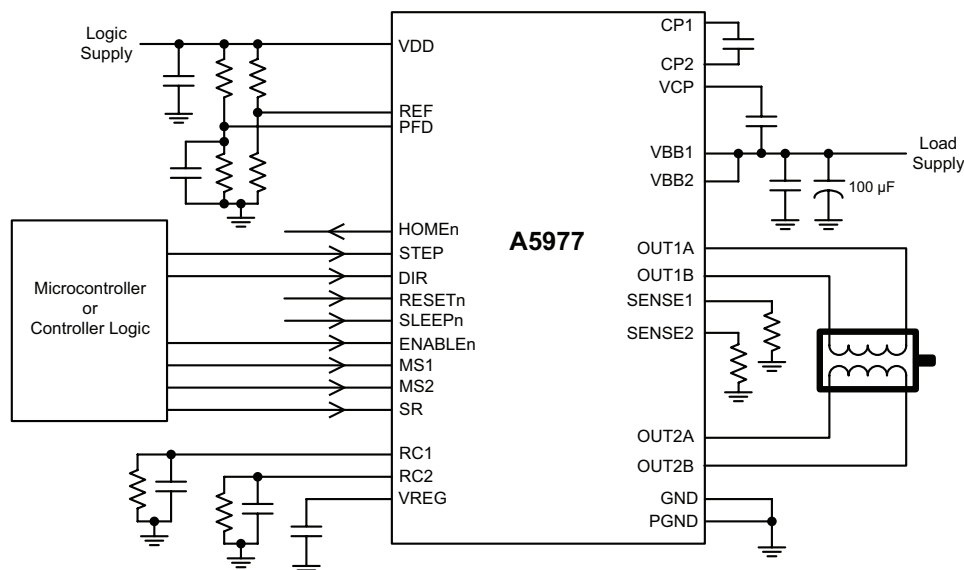 Logic
Supply
VDD
REF
PFD
HOMEn
STEP
DIR
RESETn
SLEEPn
ENABLEn
MS1
MS2
SR
RC1
RC2
VREG
Microcontroller
or
Controller Logic
A5977
CP1
CP2
VCP
VBB1
VBB2
OUT1A
OUT1B
SENSE1
SENSE2
OUT2A
OUT2B
GND
PGND
Load
Supply
100 µF